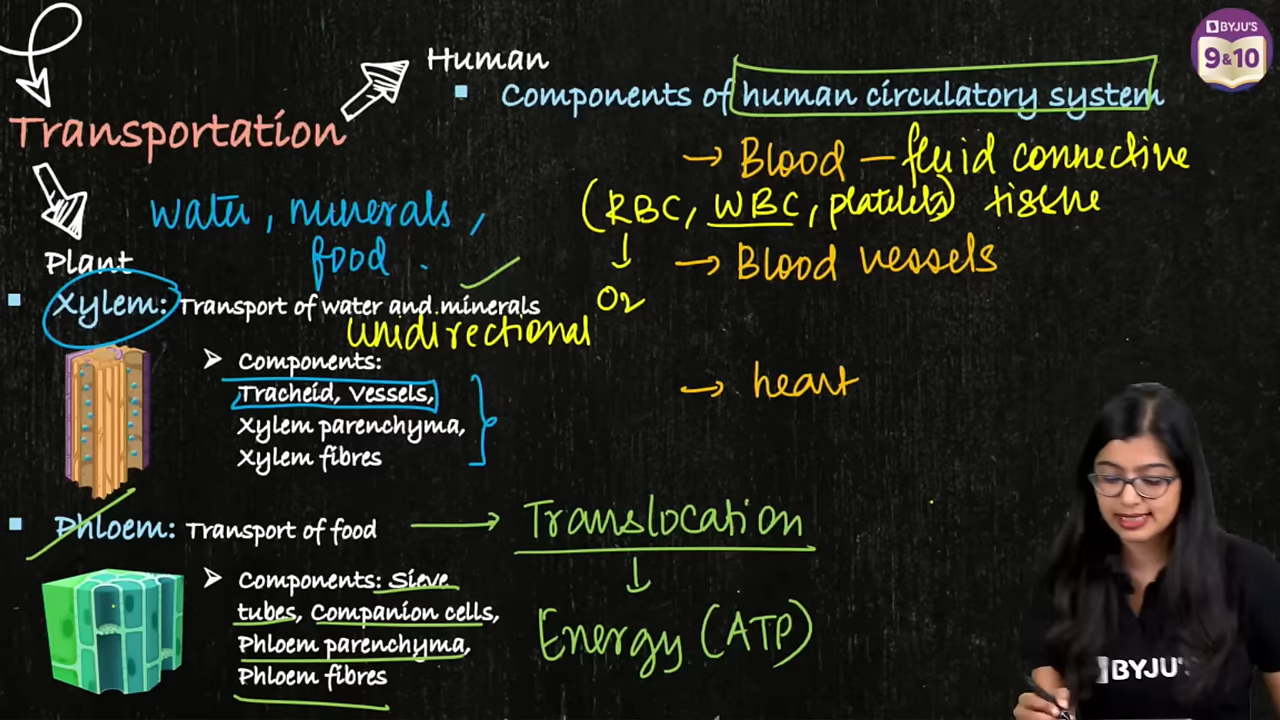 BYJU'S
9 & 10
Human
▪ Components of human circulatory system
Transportation
→ Blood — fluid connective
(RBC, WBC, platelets) tissue
↓
O2
→ Blood vessels
→ heart
water, minerals,
food.
Plant
▪ Xylem: Transport of water and minerals
unidirectional
➤ Components:
Tracheid, Vessels,
Xylem parenchyma,
Xylem fibres
▪ Phloem: Transport of food → Translocation
↓
Energy (ATP)
➤ Components: Sieve
tubes, Companion cells,
Phloem parenchyma,
Phloem fibres
BYJU'S